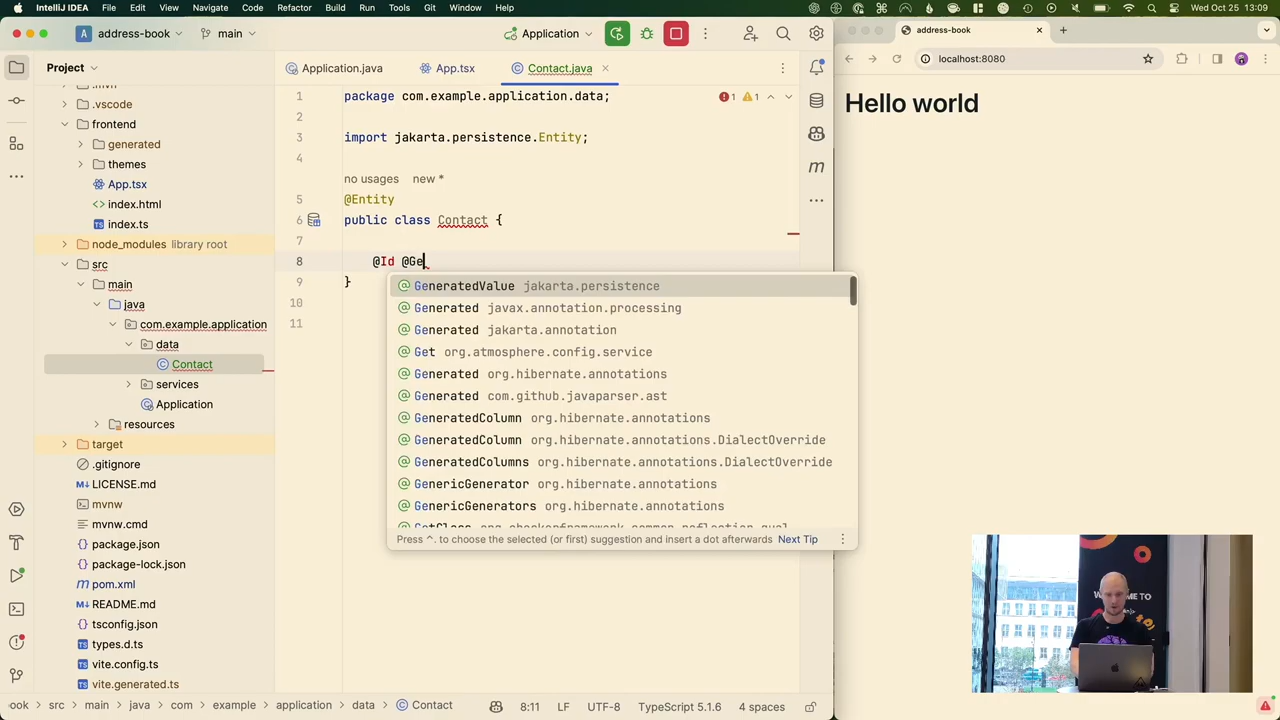 IntelliJ IDEA File Edit View Navigate Code Refactor Build Run Tools Git Window Help Wed Oct 25 13:09
A address-book main Application address-book
Project Application.java App.tsx Contact.java localhost:8080
.mvn
.vscode
frontend
generated
themes
App.tsx
index.html
index.ts
node_modules library root
src
main
java
com.example.application
data
Contact
services
Application
resources
target
.gitignore
LICENSE.md
mvnw
mvnw.cmd
package.json
package-lock.json
pom.xml
README.md
tsconfig.json
types.d.ts
vite.config.ts
vite.generated.ts
1 package com.example.application.data; 1 1
2
3 import jakarta.persistence.Entity;
4
no usages new *
5 @Entity
6 public class Contact {
7
8 @Id @Ge
9 }
10
11
@ GeneratedValue jakarta.persistence
@ Generated javax.annotation.processing
@ Generated jakarta.annotation
@ Get org.atmosphere.config.service
@ Generated org.hibernate.annotations
@ Generated com.github.javaparser.ast
@ GeneratedColumn org.hibernate.annotations
@ GeneratedColumn org.hibernate.annotations.DialectOverride
@ GeneratedColumns org.hibernate.annotations.DialectOverride
@ GenericGenerator org.hibernate.annotations
@ GenericGenerators org.hibernate.annotations
Press ^. to choose the selected (or first) suggestion and insert a dot afterwards Next Tip
Hello world
WELCOME TO
ook src main java com example application data Contact 8:11 LF UTF-8 TypeScript 5.1.6 4 spaces